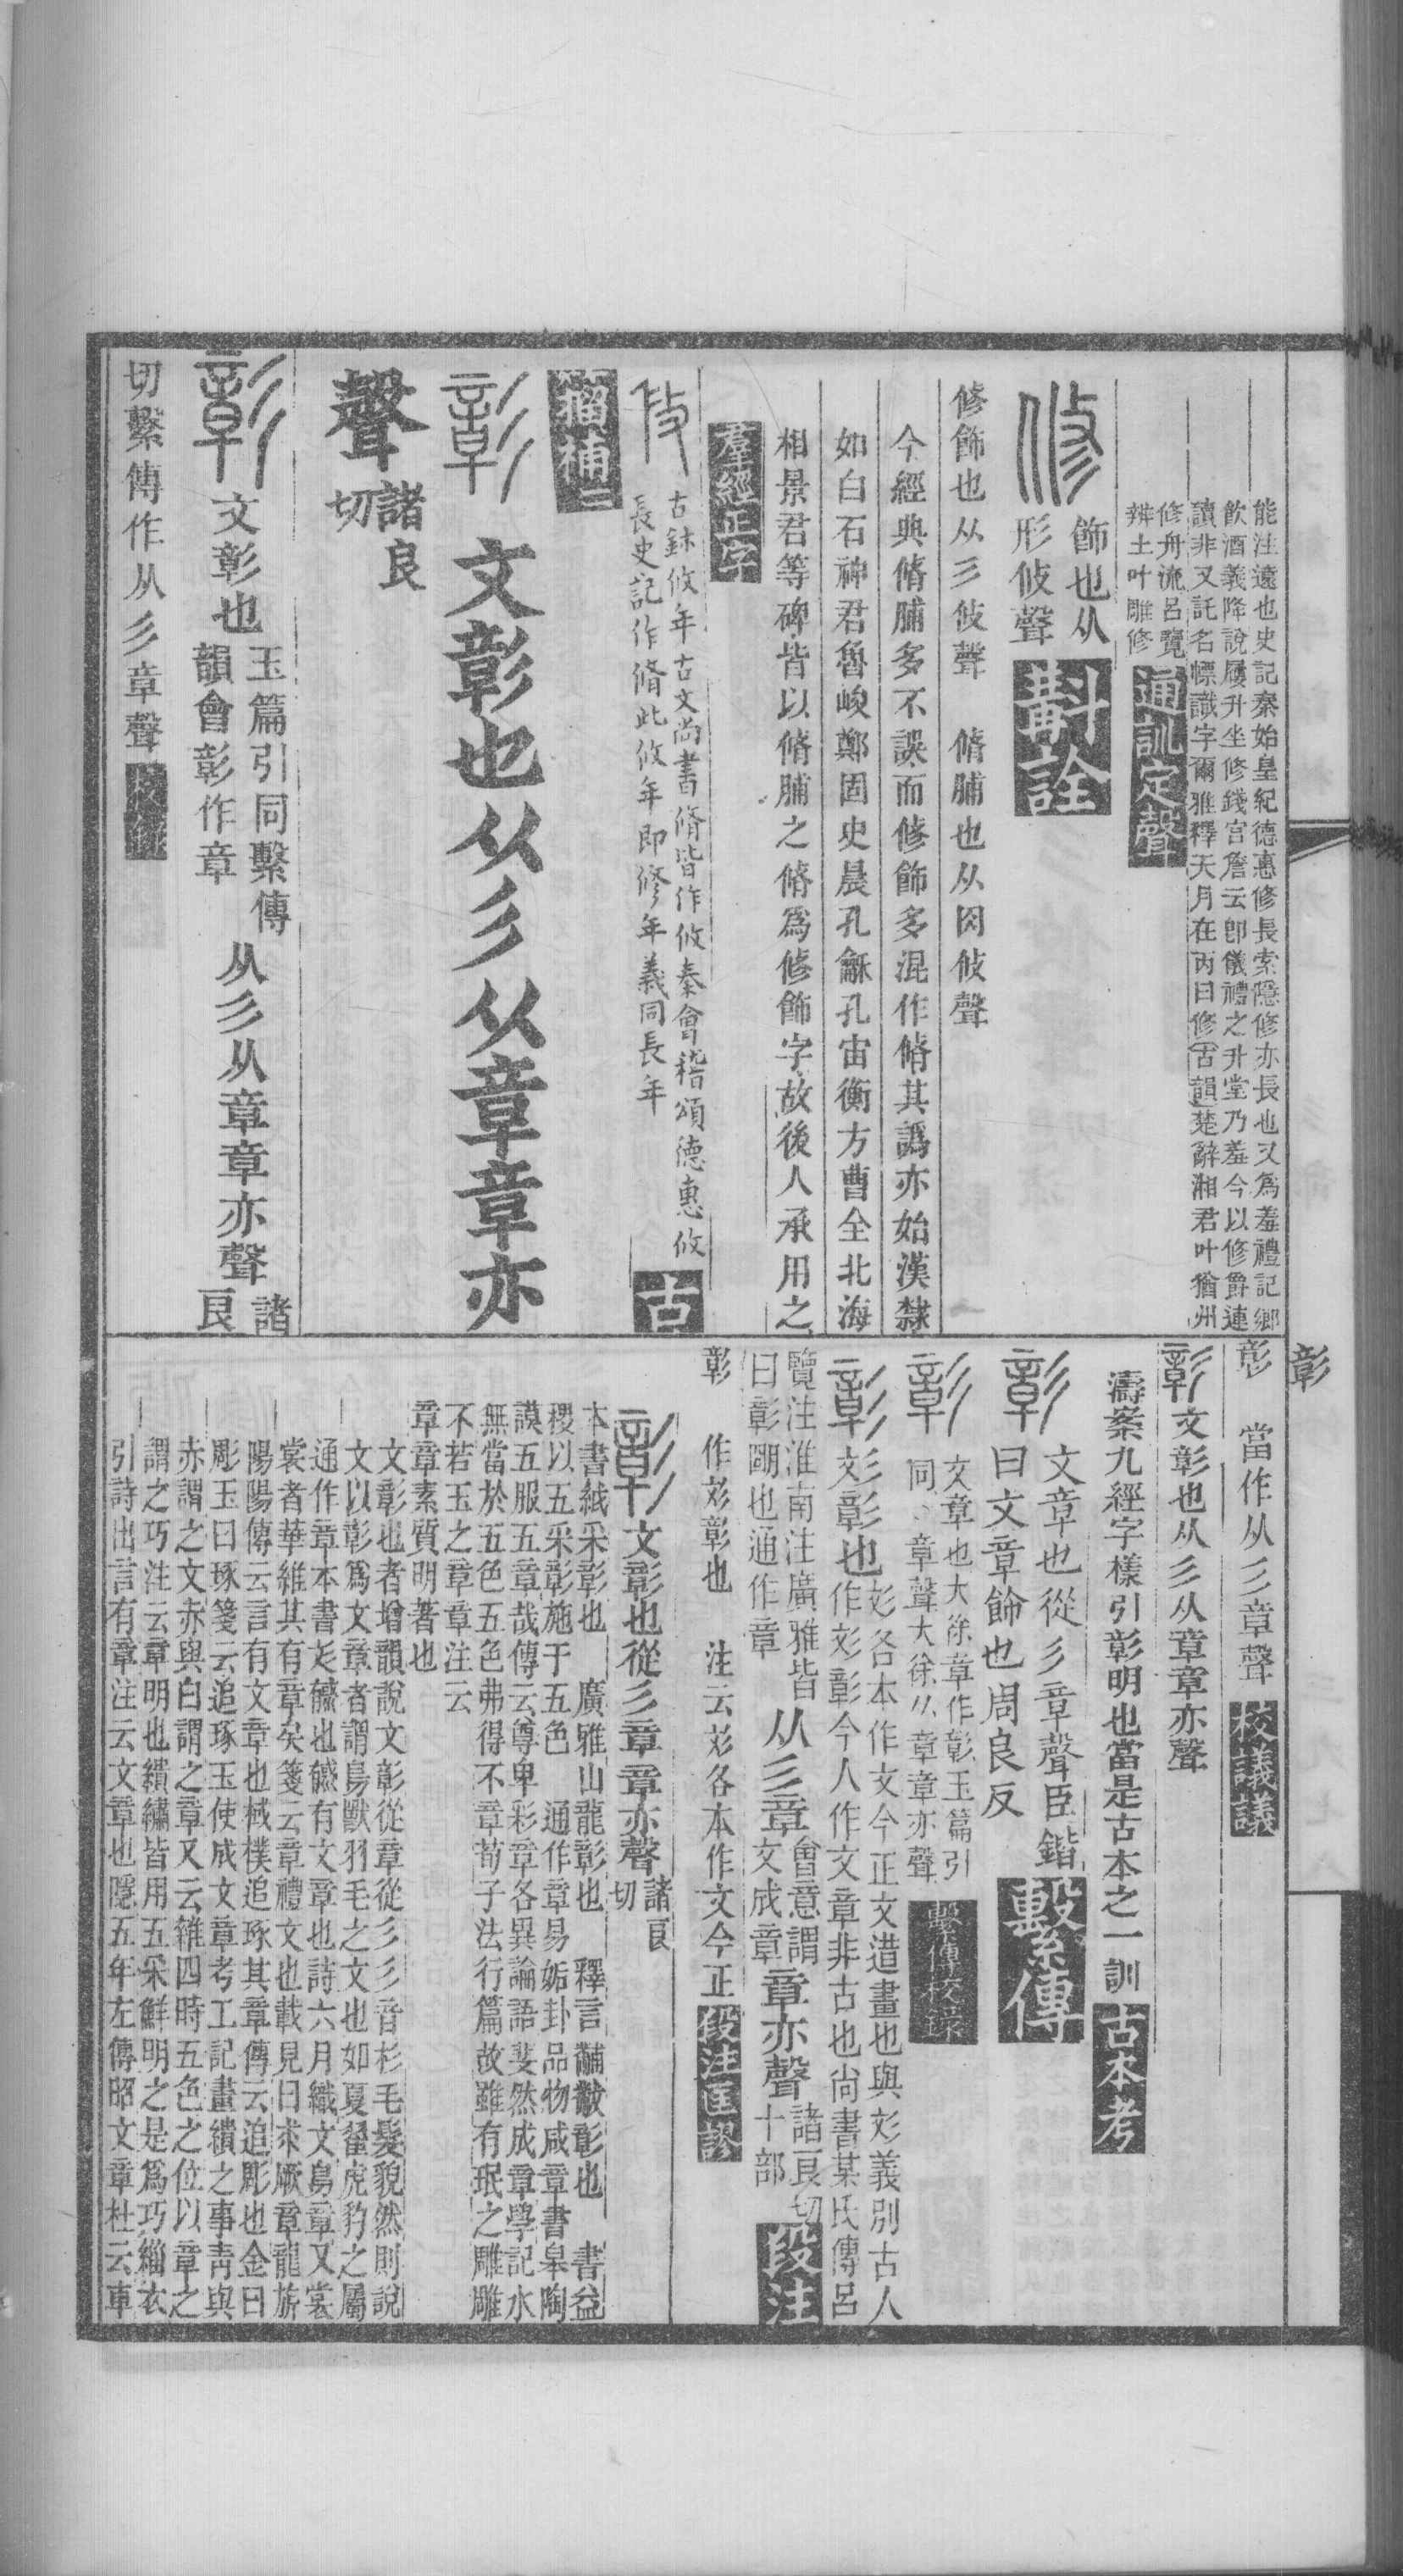 能注遠也史記秦始皇紀德惠修長索隱修亦長也又為羞禮記鄉
飲酒義降說屨升坐修錢宮詹云卽儀禮之升堂乃羞今以修爵連
讀非又託名幖識字爾雅釋天月在丙曰修古韻楚辭湘君叶猶州
修舟流呂覽
辨土叶雕修
通訓定聲
修
飾也从
形攸聲
斠詮
修飾也从彡攸聲　脩脯也从肉攸聲
今經典脩脯多不誤而修飾多混作脩其譌亦始漢隸
如白石神君魯峻鄭固史晨孔龢孔宙衡方曹全北海
相景君等碑皆以脩脯之脩爲修飾字故後人承用之
羣經正字
古鉢攸年古文尚書脩皆作攸秦會稽頌德惠攸
長史記作脩此攸年即修年義同長年
古
籀補二
彰　文彰也从彡从章章亦
聲
諸良
切
彰　文彰也
玉篇引同繫傳
韻會彰作章
从彡从章章亦聲
諸
良
切繫傳作从彡章聲
校錄
彰
彰　當作从彡章聲
校議議
彰　文彰也从彡从章章亦聲
濤案九經字樣引彰明也當是古本之一訓
古本考
彰
文章也從彡章聲臣鍇
曰文章飾也周良反
繫傳
彰
文章也大徐章作彰玉篇引
同、章聲大徐从章章亦聲
繫傳校錄
彰　彣彰也
彣各本作文今正文造畫也與彣義別古人
作彣彰今人作文章非古也尚書某氏傳呂
覽注淮南注廣雅皆
曰彰明也通作章
从彡章
會意謂
文成章
章亦聲
諸良切
十部
段注
彰　作彣彰也　注云彣各本作文今正
段注匡謬
彰　文彰也從彡章章亦聲
諸良
切
本書絨采彰也　廣雅山龍彰也　釋言黼黻彰也　書益
稷以五采彰施于五色　通作章易姤卦品物咸章書皋陶
謨五服五章哉傳云尊卑彩章各異論語斐然成章學記水
無當於五色五色弗得不章荀子法行篇故雖有珉之雕雕
不若玉之章章注云
章章素質明著也
文彰也者增韻說文彰從章從彡彡音杉毛髮貌然則說
文以彰爲文章者謂鳥獸羽毛之文也如夏翟虎豹之屬
通作章本書彣䘆也䘆有文章也詩六月織文鳥章又裳
裳者華維其有章矣箋云章禮文也載見曰求厥章龍旂
陽陽傳云言有文章也棫樸追琢其章傳云追彫也金曰
彫玉曰琢箋云追琢玉使成文章考工記畫繢之事靑與
赤謂之文赤與白謂之章又云雜四時五色之位以章之
謂之巧注云章明也繢繡皆用五采鮮明之是爲巧緇衣
引詩出言有章注云文章也隱五年左傳昭文章杜云車